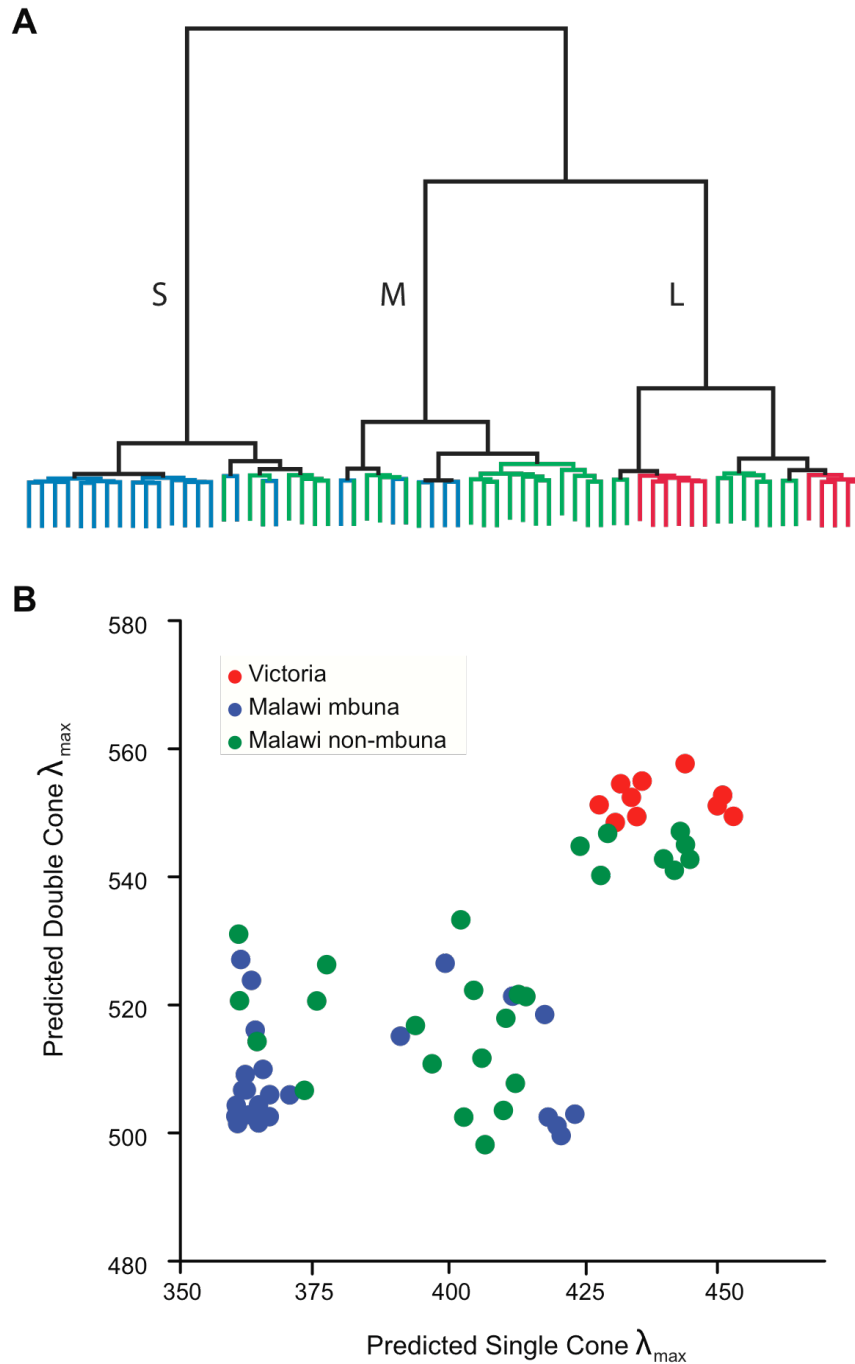 A
S M L
B
580
560
540
520
500
480
Predicted Double Cone λmax
Victoria
Malawi mbuna
Malawi non-mbuna
350 375 400 425 450
Predicted Single Cone λmax